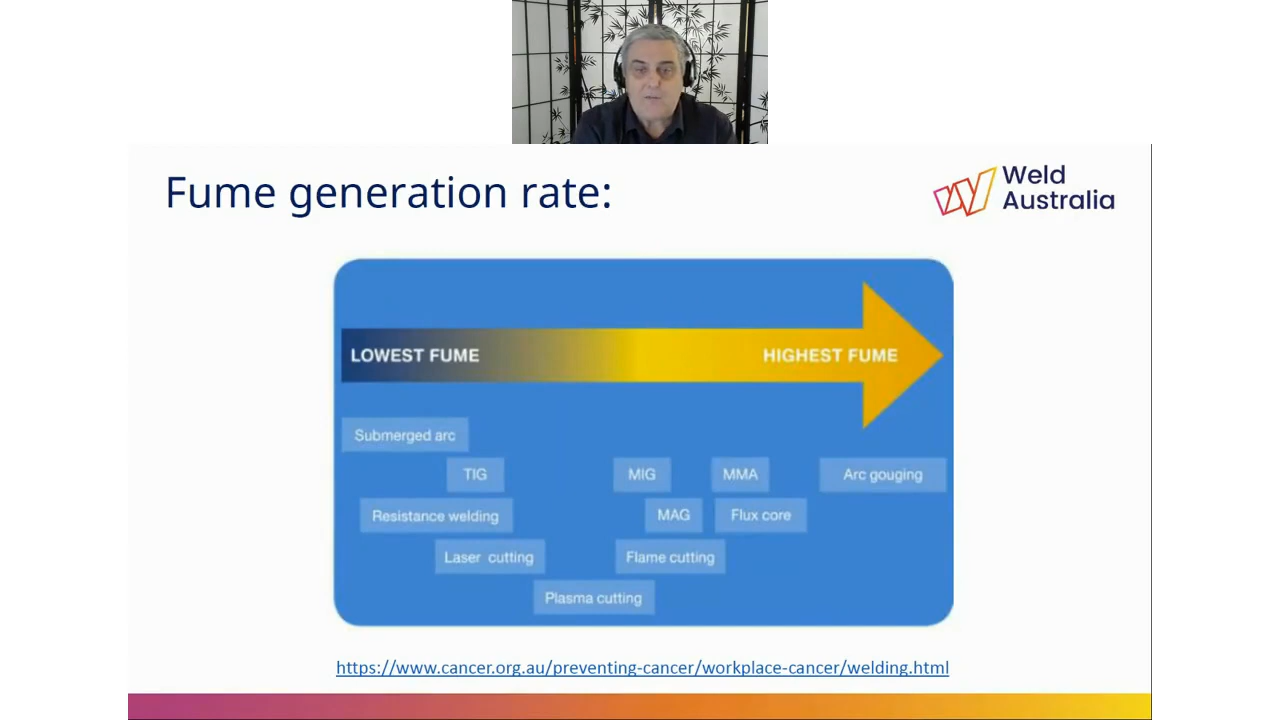 Fume generation rate:
Weld
Australia
LOWEST FUME
HIGHEST FUME
Submerged arc
TIG
MIG
MMA
Arc gouging
Resistance welding
MAG
Flux core
Laser cutting
Flame cutting
Plasma cutting
https://www.cancer.org.au/preventing-cancer/workplace-cancer/welding.html